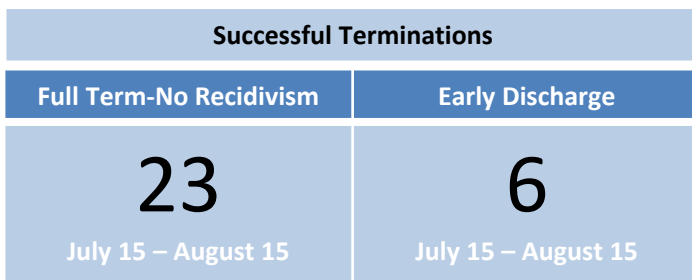 Successful Terminations
Full Term-No Recidivism Early Discharge
23 6
July 15 – August 15 July 15 – August 15